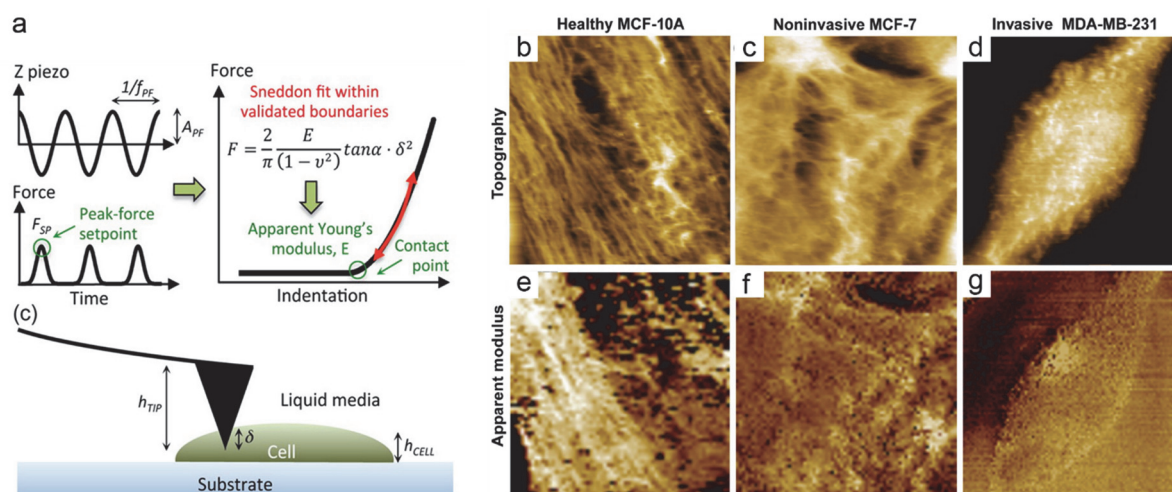 a
Z piezo
1/f_PF
A_PF
Force
F_SP
Peak-force
setpoint
Time
Force
Sneddon fit within
validated boundaries
F = 2/π E/(1 − υ²) tanα · δ²
Apparent Young's
modulus, E
Contact
point
Indentation
(c)
h_TIP
Liquid media
δ
Cell
h_CELL
Substrate
Healthy MCF-10A
Noninvasive MCF-7
Invasive MDA-MB-231
Topography
b
c
d
Apparent modulus
e
f
g